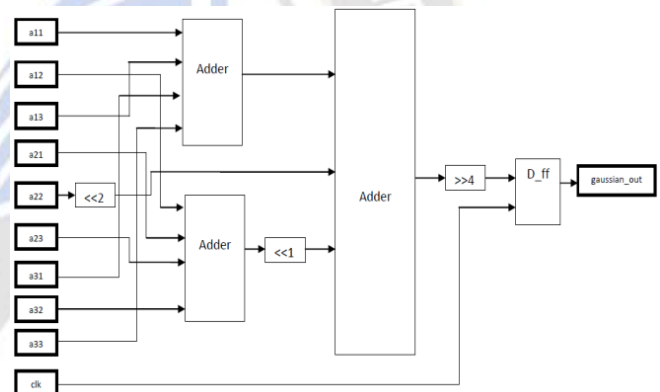 a11
a12
a13
a21
a22
a23
a31
a32
a33
clk
<<2
Adder
Adder
<<1
Adder
>>4
D_ff
gaussian_out